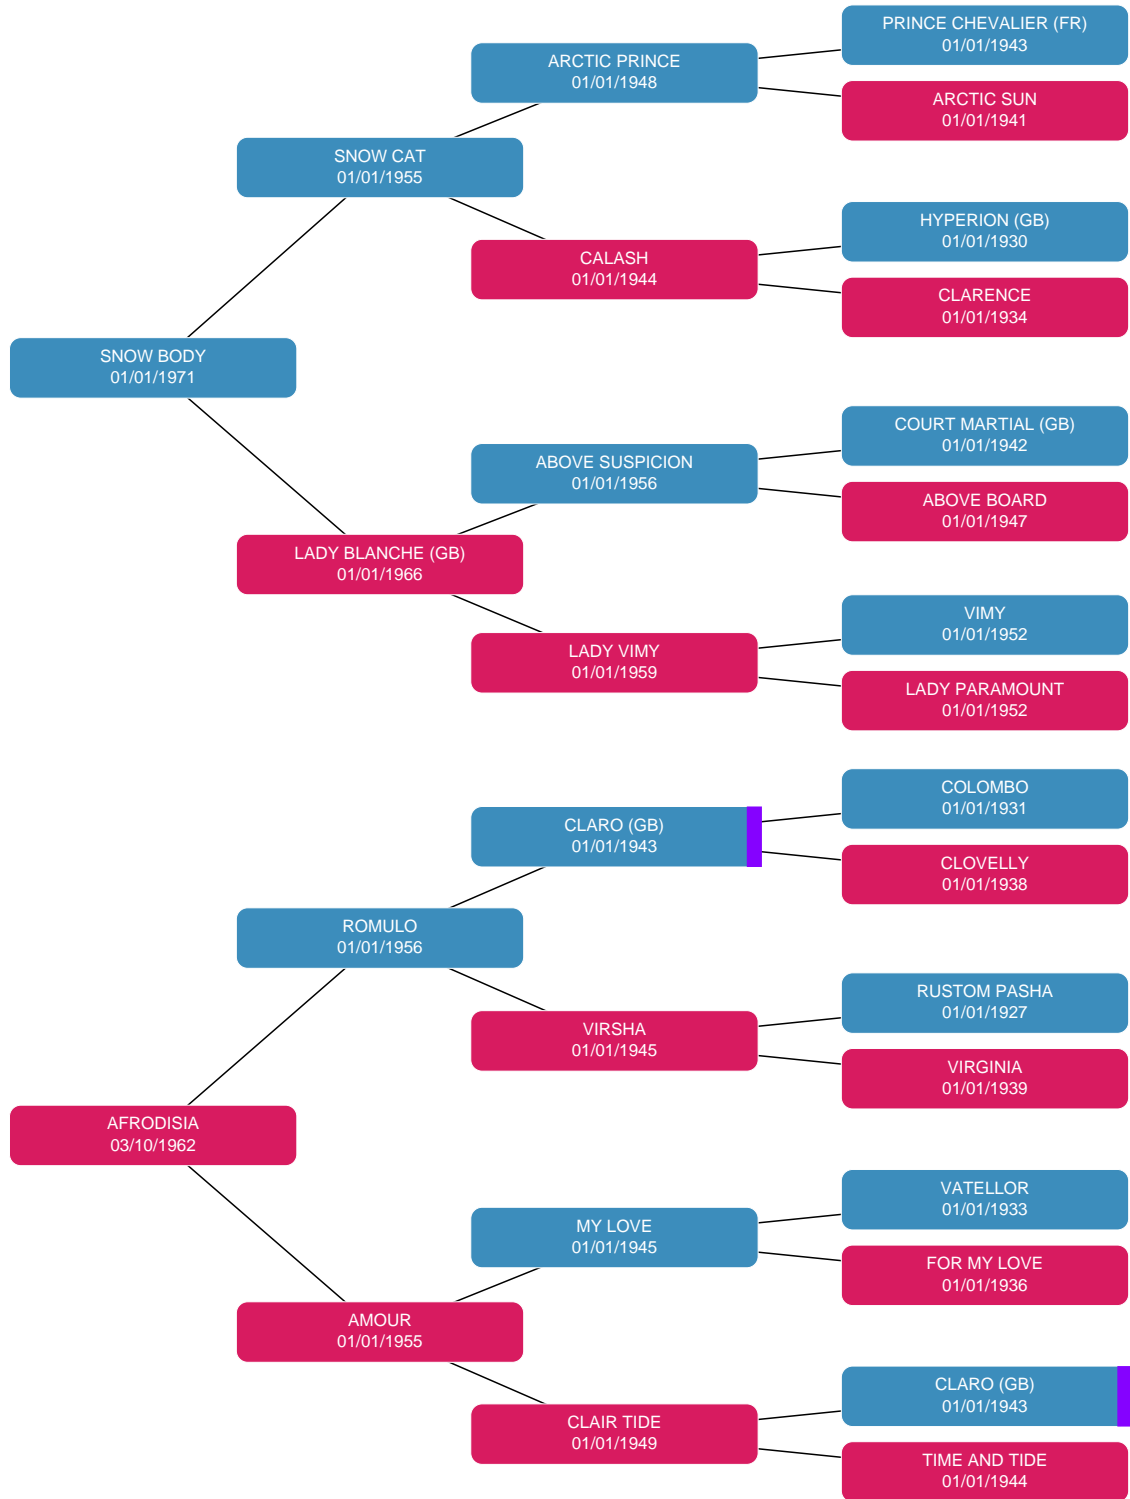 PRINCE CHEVALIER (FR)
01/01/1943
ARCTIC PRINCE
01/01/1948
ARCTIC SUN
01/01/1941
SNOW CAT
01/01/1955
HYPERION (GB)
01/01/1930
CALASH
01/01/1944
CLARENCE
01/01/1934
SNOW BODY
01/01/1971
COURT MARTIAL (GB)
01/01/1942
ABOVE SUSPICION
01/01/1956
ABOVE BOARD
01/01/1947
LADY BLANCHE (GB)
01/01/1966
VIMY
01/01/1952
LADY VIMY
01/01/1959
LADY PARAMOUNT
01/01/1952
COLOMBO
01/01/1931
CLARO (GB)
01/01/1943
CLOVELLY
01/01/1938
ROMULO
01/01/1956
RUSTOM PASHA
01/01/1927
VIRSHA
01/01/1945
VIRGINIA
01/01/1939
AFRODISIA
03/10/1962
VATELLOR
01/01/1933
MY LOVE
01/01/1945
FOR MY LOVE
01/01/1936
AMOUR
01/01/1955
CLARO (GB)
01/01/1943
CLAIR TIDE
01/01/1949
TIME AND TIDE
01/01/1944